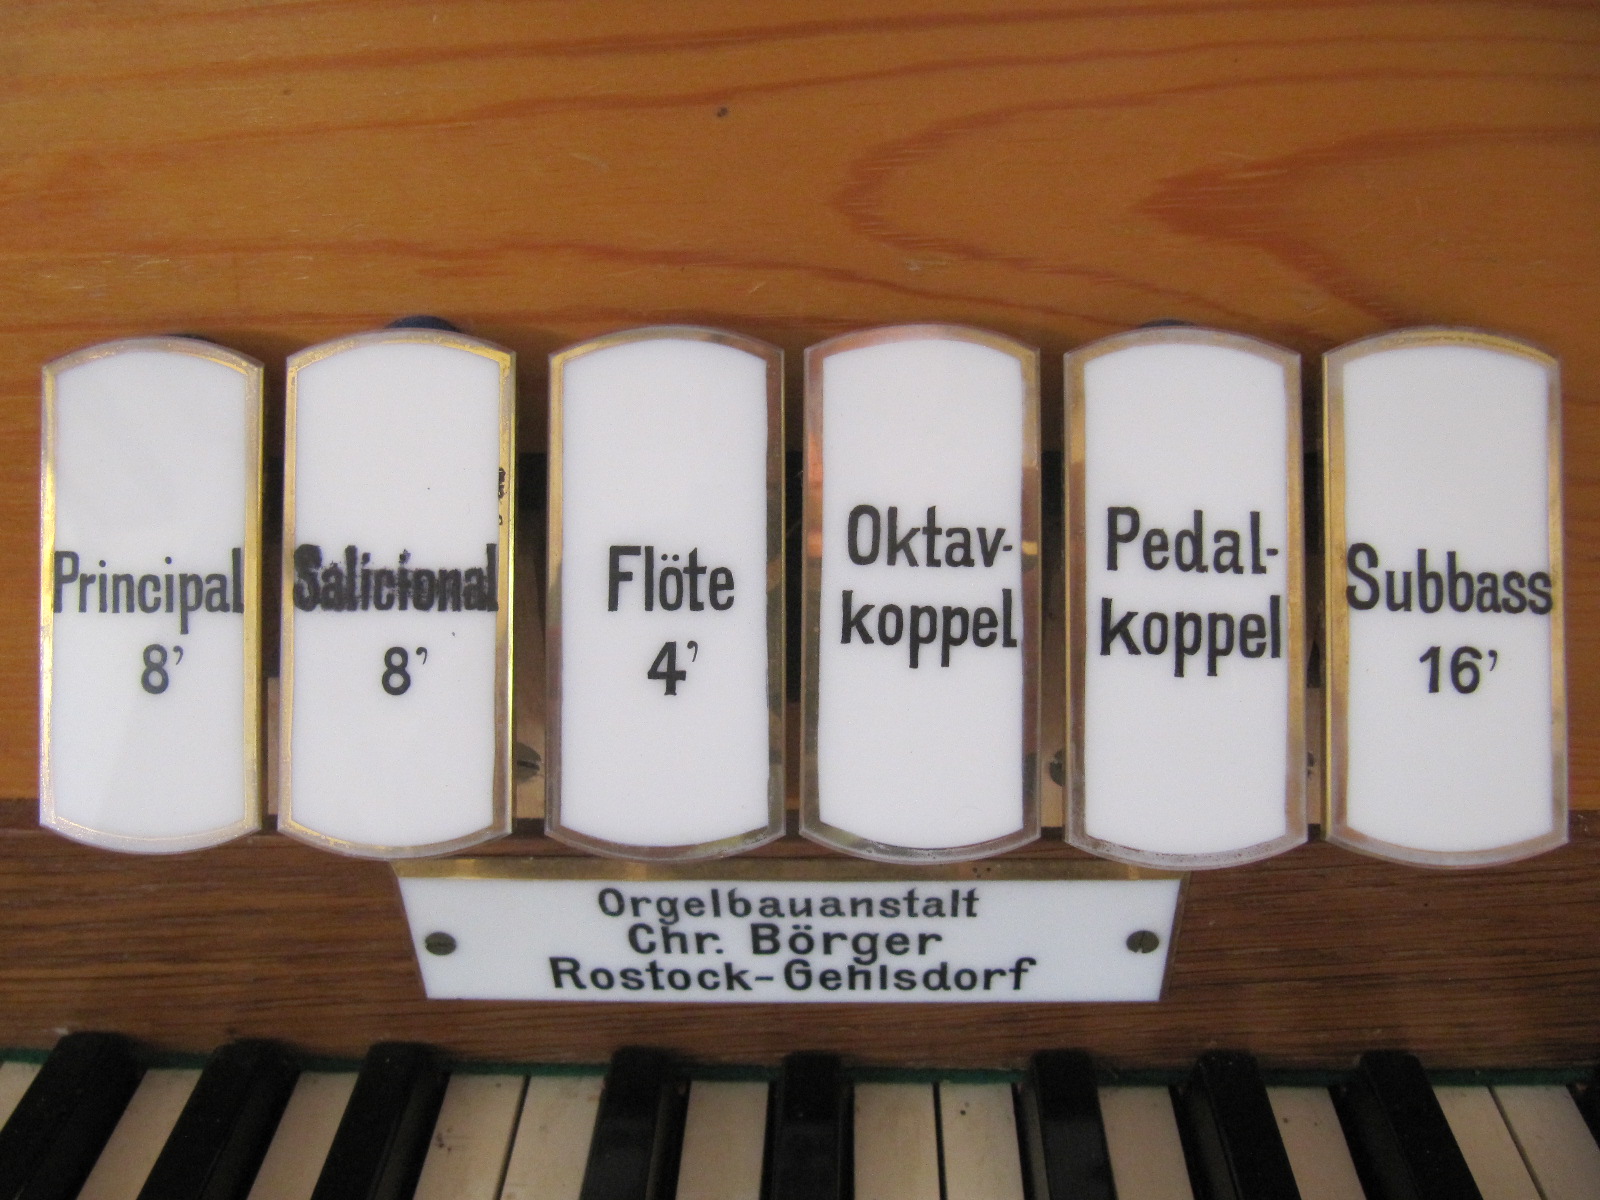 Principal
8’
Salicional
8’
Flöte
4’
Oktav-
koppel
Pedal-
koppel
Subbass
16’
Orgelbauanstalt
Chr. Börger
Rostock-Gehlsdorf